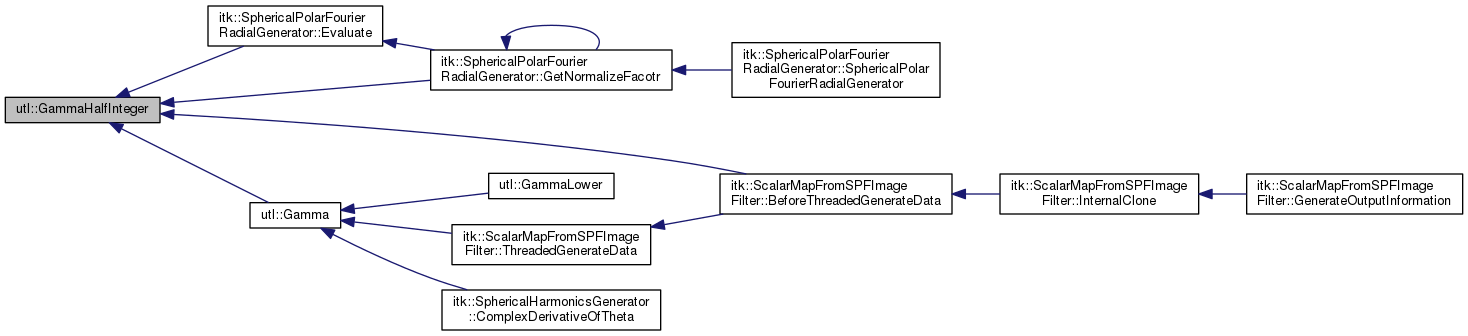 itk::SphericalPolarFourier
RadialGenerator::Evaluate
itk::SphericalPolarFourier
RadialGenerator::GetNormalizeFacotr
itk::SphericalPolarFourier
RadialGenerator::SphericalPolar
FourierRadialGenerator
utl::GammaHalfInteger
utl::GammaLower
itk::ScalarMapFromSPFImage
Filter::BeforeThreadedGenerateData
itk::ScalarMapFromSPFImage
Filter::InternalClone
itk::ScalarMapFromSPFImage
Filter::GenerateOutputInformation
utl::Gamma
itk::ScalarMapFromSPFImage
Filter::ThreadedGenerateData
itk::SphericalHarmonicsGenerator
::ComplexDerivativeOfTheta